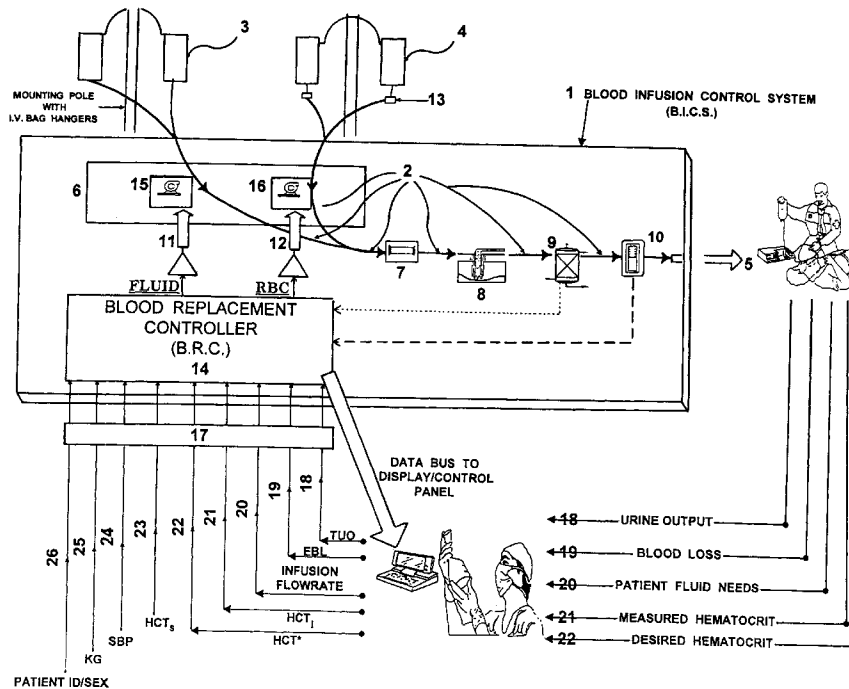 3
4
MOUNTING POLE
WITH
I.V. BAG HANGERS
13
1 BLOOD INFUSION CONTROL SYSTEM
(B.I.C.S.)
6
15
16
2
11
12
7
8
9
10
5
FLUID
RBC
BLOOD REPLACEMENT
CONTROLLER
(B.R.C.)
14
17
DATA BUS TO
DISPLAY/CONTROL
PANEL
26
25
24
23
22
21
20
19
18
TUO
EBL
INFUSION
FLOWRATE
HCT_I
HCT*
HCT_S
SBP
KG
PATIENT ID/SEX
18 URINE OUTPUT
19 BLOOD LOSS
20 PATIENT FLUID NEEDS
21 MEASURED HEMATOCRIT
22 DESIRED HEMATOCRIT